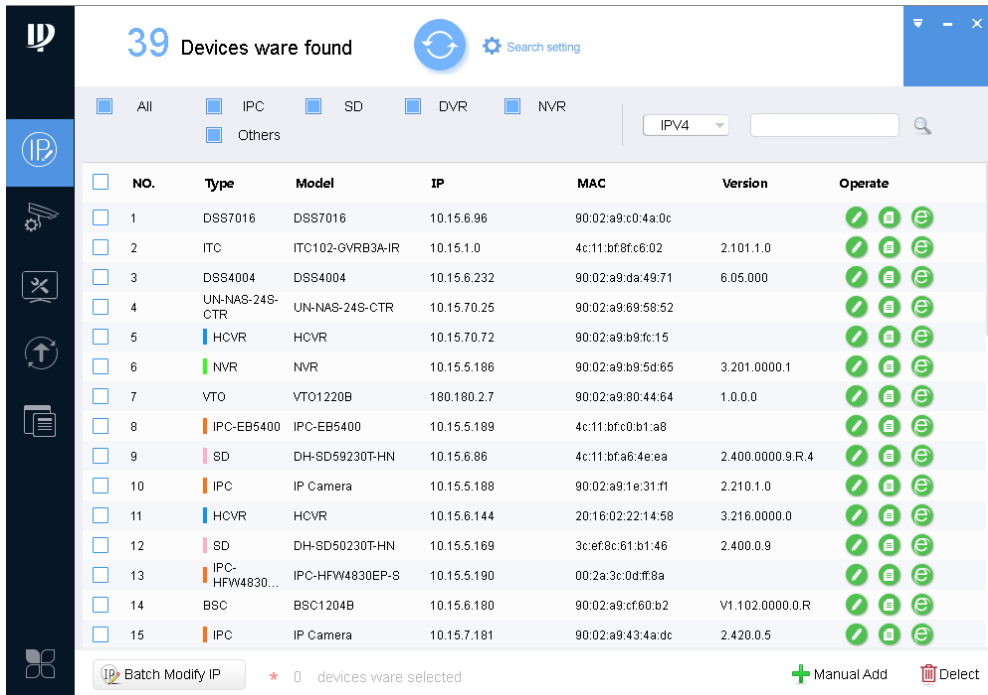 39 Devices ware found
Search setting
All IPC SD DVR NVR
Others
IPV4
NO. Type Model IP MAC Version Operate
1 DSS7016 DSS7016 10.15.6.96 90:02:a9:c0:4a:0c
2 ITC ITC102-GVRB3A-IR 10.15.1.0 4c:11:bf:8f:c6:02 2.101.1.0
3 DSS4004 DSS4004 10.15.6.232 90:02:a9:da:49:71 6.05.000
4 UN-NAS-24S-CTR UN-NAS-24S-CTR 10.15.70.25 90:02:a9:69:58:52
5 HCVR HCVR 10.15.70.72 90:02:a9:b9:fc:15
6 NVR NVR 10.15.5.186 90:02:a9:b9:5d:65 3.201.0000.1
7 VTO VTO1220B 180.180.2.7 90:02:a9:80:44:64 1.0.0.0
8 IPC-EB5400 IPC-EB5400 10.15.5.189 4c:11:bf:c0:b1:a8
9 SD DH-SD59230T-HN 10.15.6.86 4c:11:bf:a6:4e:ea 2.400.0000.9.R.4
10 IPC IP Camera 10.15.5.188 90:02:a9:1e:31:f1 2.210.1.0
11 HCVR HCVR 10.15.6.144 20:16:02:22:14:58 3.216.0000.0
12 SD DH-SD50230T-HN 10.15.5.169 3c:ef:8c:61:b1:46 2.400.0.9
13 IPC-HFW4830... IPC-HFW4830EP-S 10.15.5.190 00:2a:3c:0d:ff:8a
14 BSC BSC1204B 10.15.6.180 90:02:a9:cf:60:b2 V1.102.0000.0.R
15 IPC IP Camera 10.15.7.181 90:02:a9:43:4a:dc 2.420.0.5
IP Batch Modify IP * 0 devices ware selected Manual Add Delect